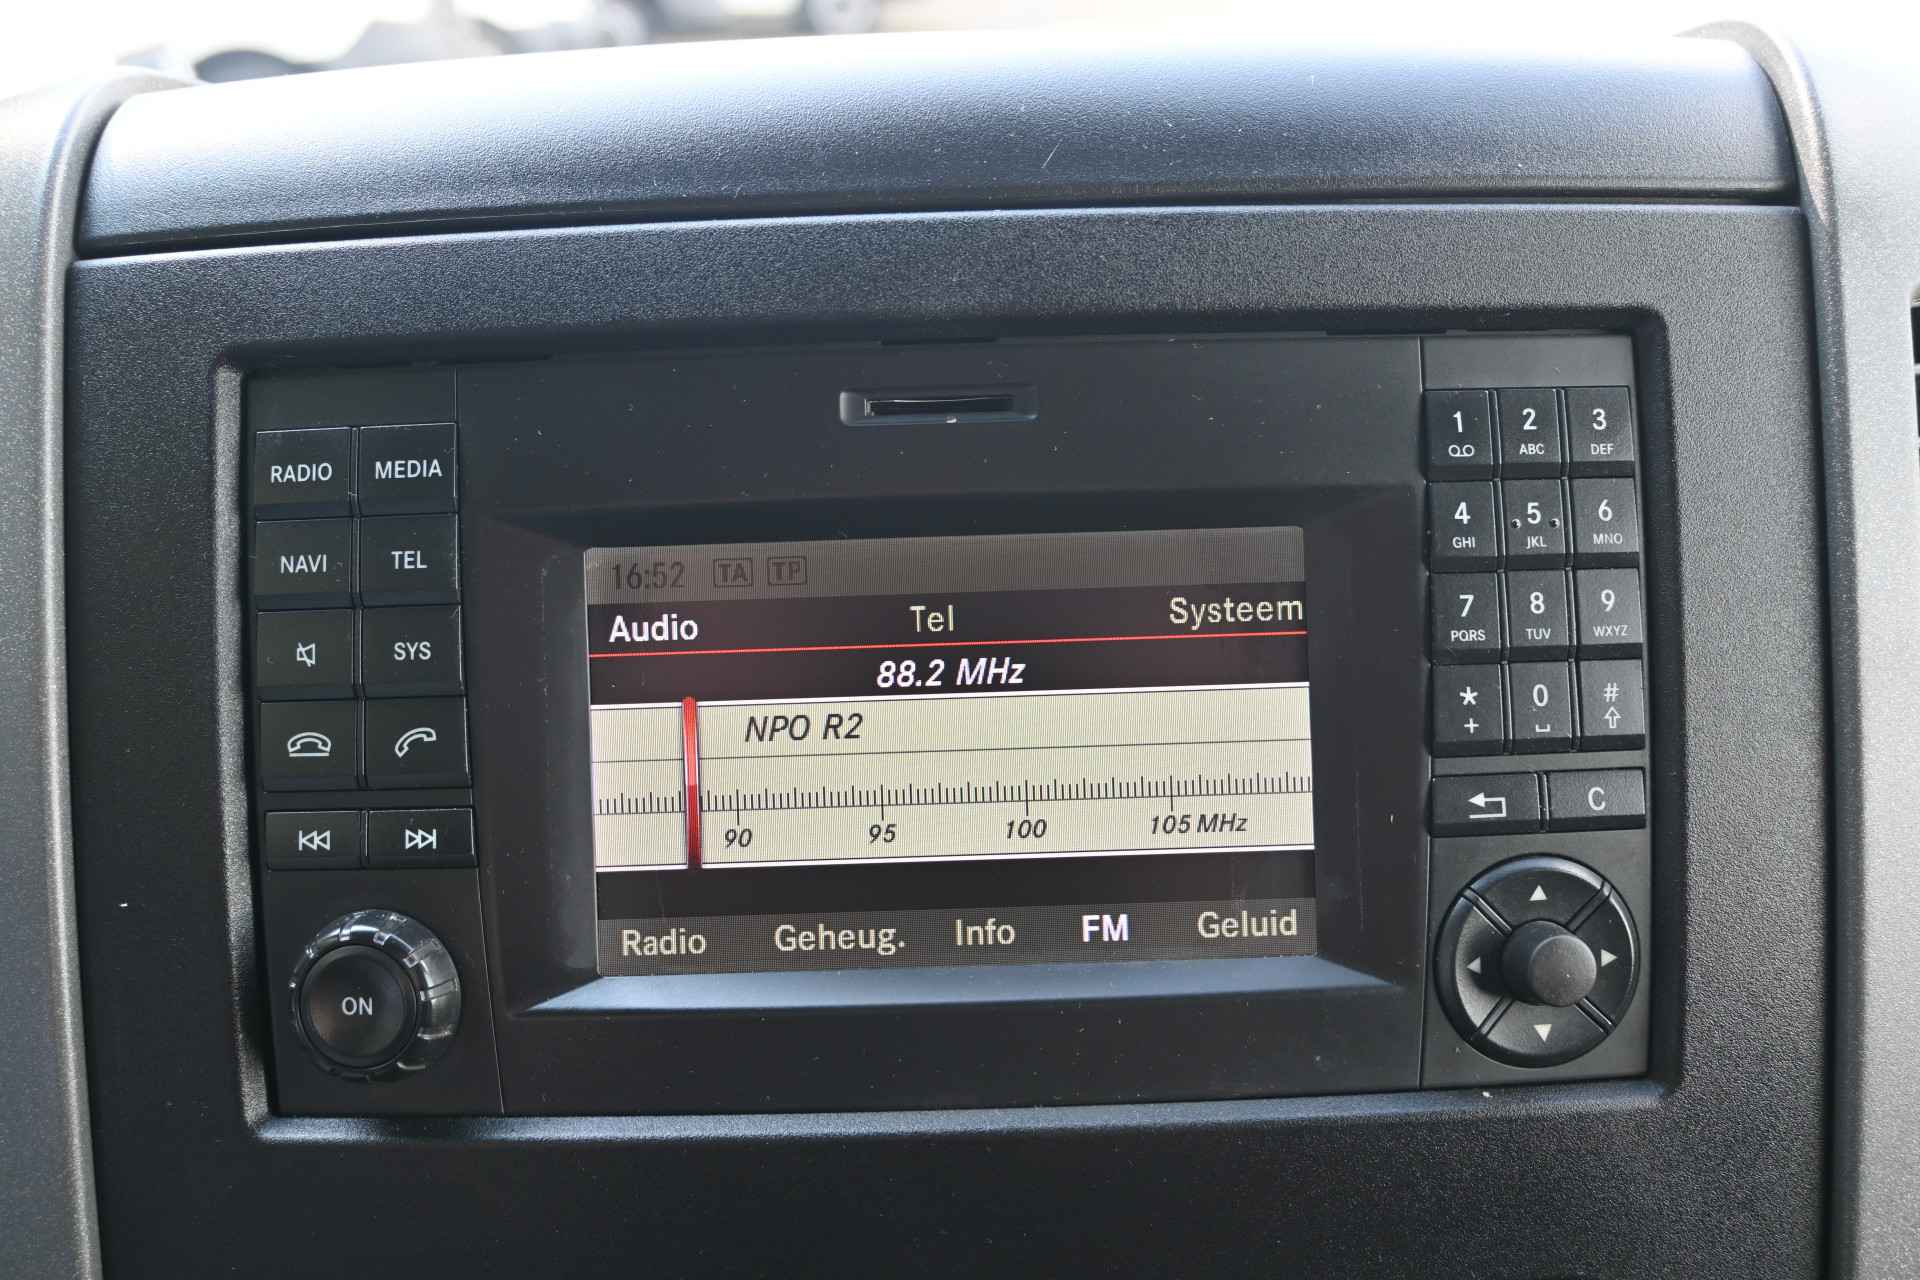 RADIO MEDIA
NAVI TEL
SYS
ON
16:52 TA TP
Audio Tel Systeem
88.2 MHz
NPO R2
90 95 100 105 MHz
Radio Geheug. Info FM Geluid
1 2 3
ABC DEF
4 5 6
GHI JKL MNO
7 8 9
PQRS TUV WXYZ
* 0 #
+
C